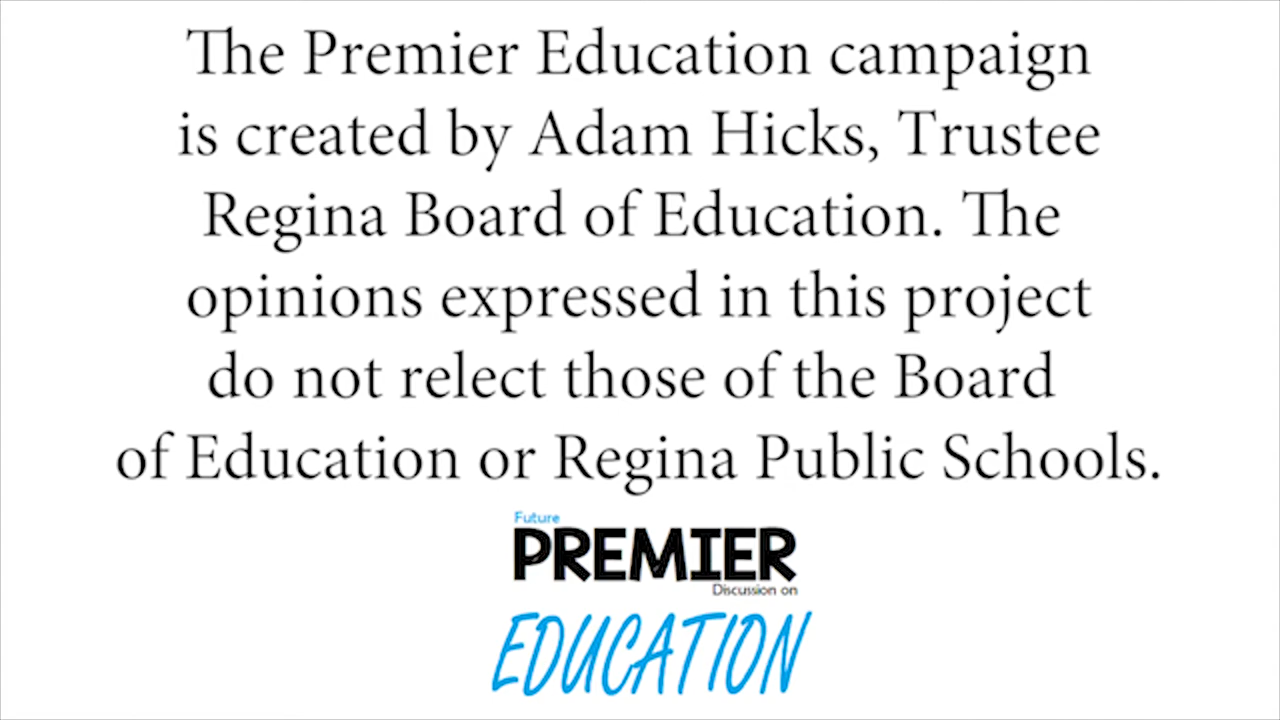 The Premier Education campaign
is created by Adam Hicks, Trustee
Regina Board of Education. The
opinions expressed in this project
do not relect those of the Board
of Education or Regina Public Schools.
Future
PREMIER
Discussion on
EDUCATION